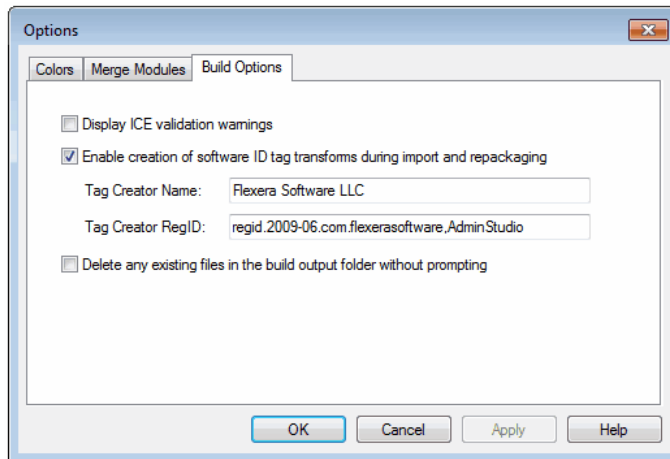 Options
Colors Merge Modules Build Options
Display ICE validation warnings
Enable creation of software ID tag transforms during import and repackaging
Tag Creator Name: Flexera Software LLC
Tag Creator RegID: regid.2009-06.com.flexerasoftware,AdminStudio
Delete any existing files in the build output folder without prompting
OK Cancel Apply Help